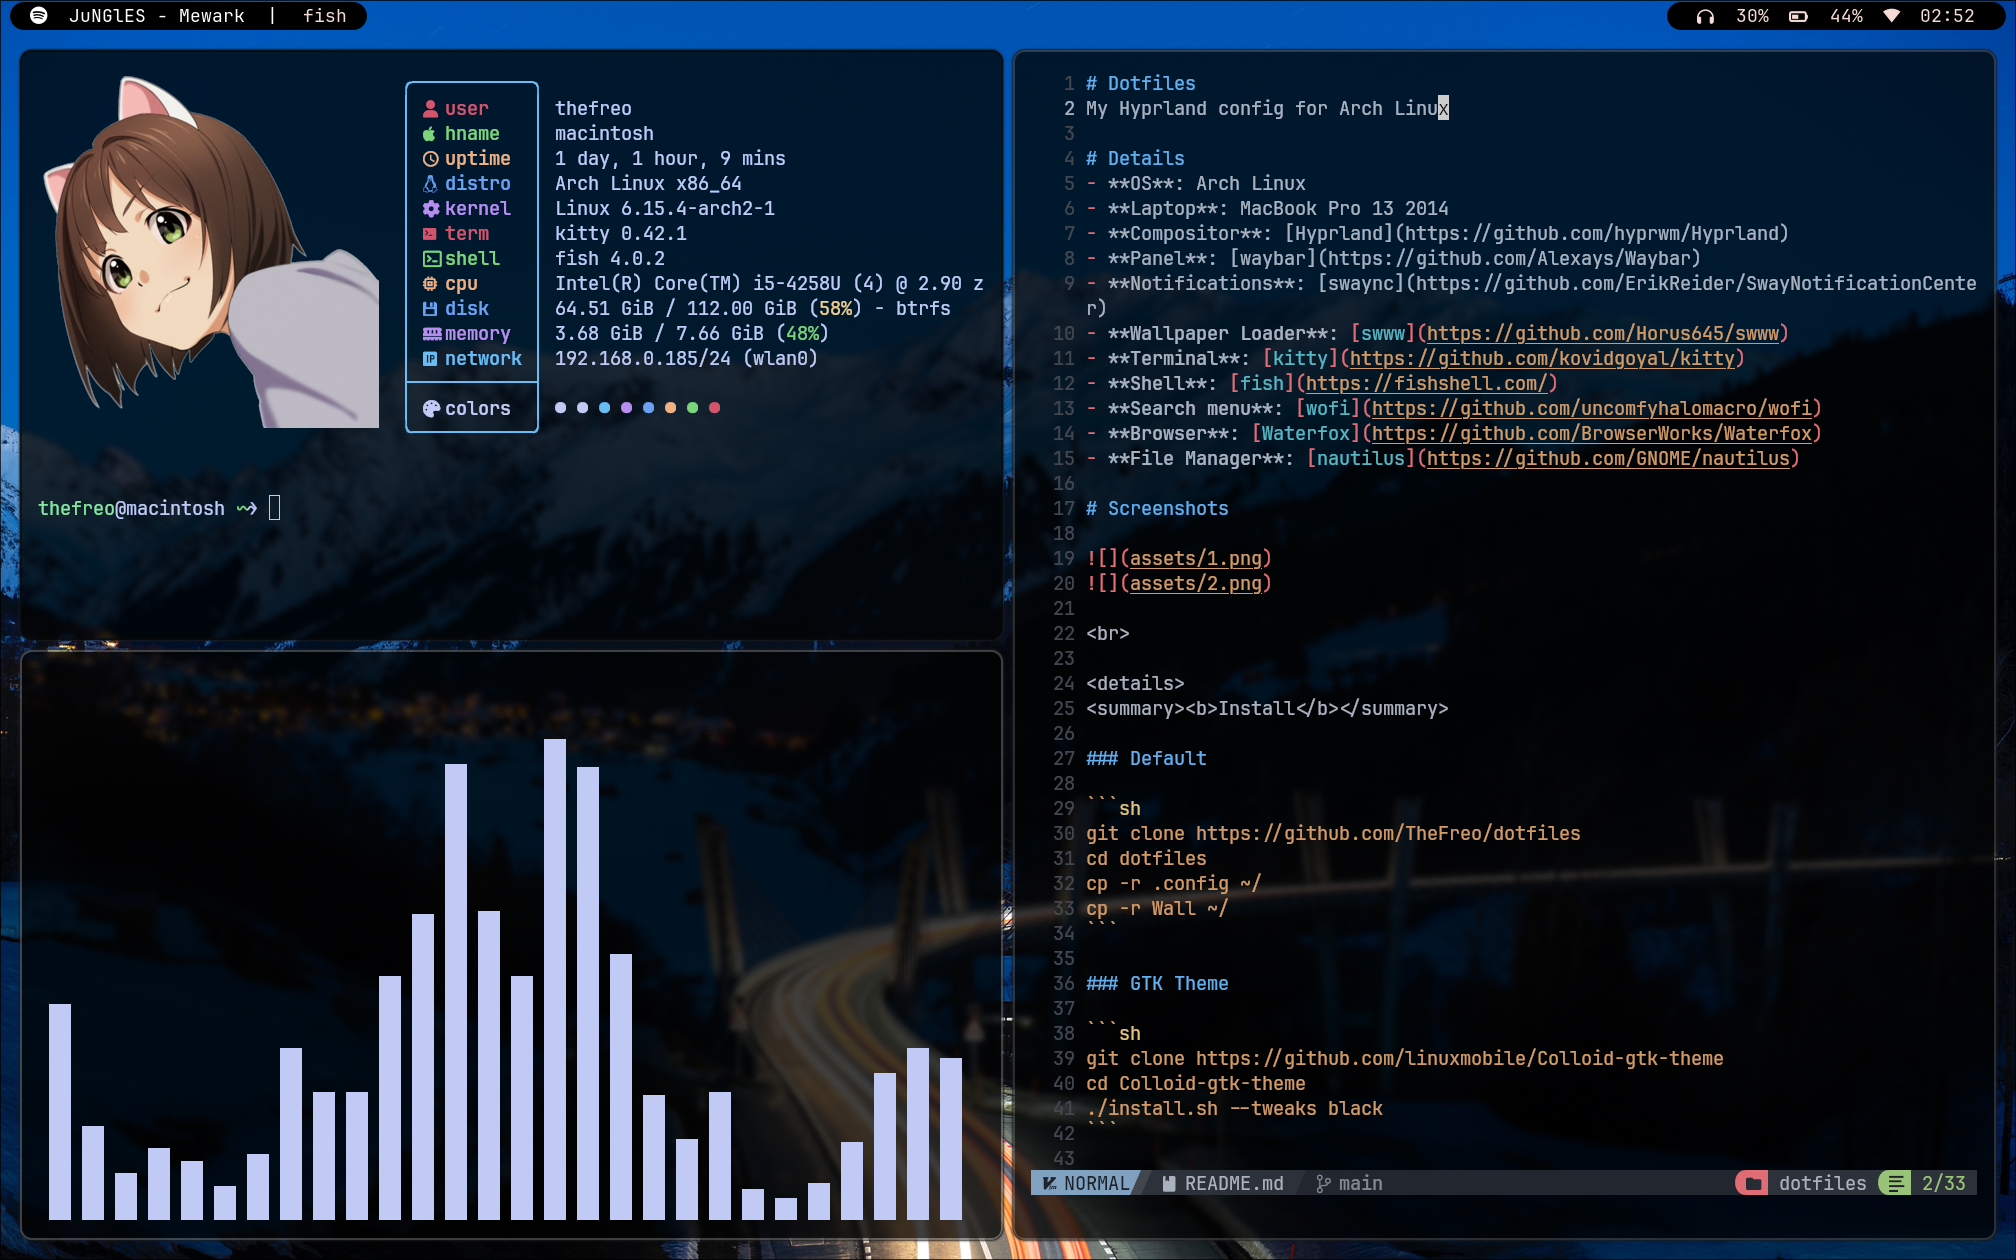 JuNGlES - Mewark | fish
30% 44% 02:52
user thefreo
hname macintosh
uptime 1 day, 1 hour, 9 mins
distro Arch Linux x86_64
kernel Linux 6.15.4-arch2-1
term kitty 0.42.1
shell fish 4.0.2
cpu Intel(R) Core(TM) i5-4258U (4) @ 2.90 z
disk 64.51 GiB / 112.00 GiB (58%) - btrfs
memory 3.68 GiB / 7.66 GiB (48%)
network 192.168.0.185/24 (wlan0)
colors
thefreo@macintosh ~>
1 # Dotfiles
2 My Hyprland config for Arch Linux
3
4 # Details
5 - **OS**: Arch Linux
6 - **Laptop**: MacBook Pro 13 2014
7 - **Compositor**: [Hyprland](https://github.com/hyprwm/Hyprland)
8 - **Panel**: [waybar](https://github.com/Alexays/Waybar)
9 - **Notifications**: [swaync](https://github.com/ErikReider/SwayNotificationCente
r)
10 - **Wallpaper Loader**: [swww](https://github.com/Horus645/swww)
11 - **Terminal**: [kitty](https://github.com/kovidgoyal/kitty)
12 - **Shell**: [fish](https://fishshell.com/)
13 - **Search menu**: [wofi](https://github.com/uncomfyhalomacro/wofi)
14 - **Browser**: [Waterfox](https://github.com/BrowserWorks/Waterfox)
15 - **File Manager**: [nautilus](https://github.com/GNOME/nautilus)
16
17 # Screenshots
18
19 ![](assets/1.png)
20 ![](assets/2.png)
21
22 <br>
23
24 <details>
25 <summary><b>Install</b></summary>
26
27 ### Default
28
29 ```sh
30 git clone https://github.com/TheFreo/dotfiles
31 cd dotfiles
32 cp -r .config ~/
33 cp -r Wall ~/
34 ```
35
36 ### GTK Theme
37
38 ```sh
39 git clone https://github.com/linuxmobile/Colloid-gtk-theme
40 cd Colloid-gtk-theme
41 ./install.sh --tweaks black
42 ```
43
NORMAL README.md main dotfiles 2/33